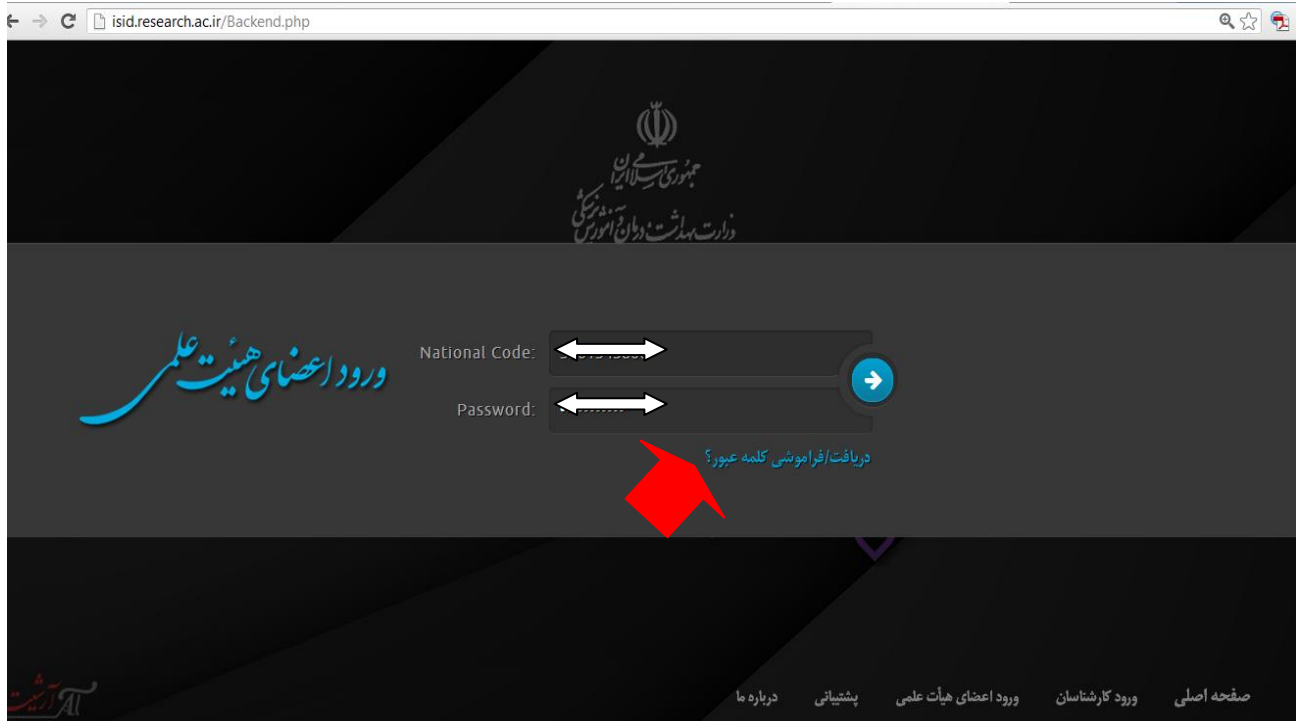 isid.research.ac.ir/Backend.php
جمهوری اسلامی ایران
وزارت بهداشت، درمان و آموزش پزشکی
ورود اعضای هیئت علمی
National Code:
Password:
دریافت/فراموشی کلمه عبور؟
صفحه اصلی ورود کارشناسان ورود اعضای هیأت علمی پشتیبانی درباره ما
آرشیت